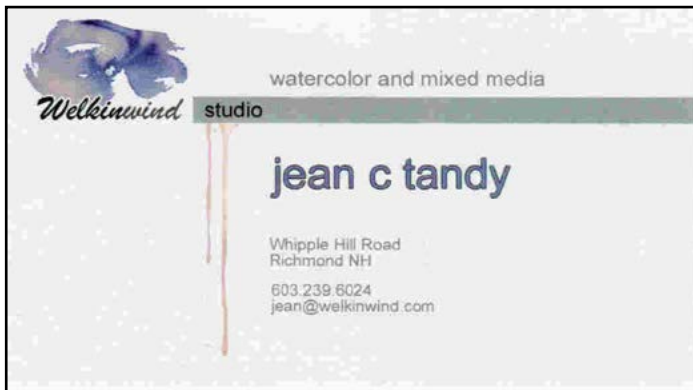 watercolor and mixed media
Welkinwind studio
jean c tandy
Whipple Hill Road
Richmond NH
603.239.6024
jean@welkinwind.com